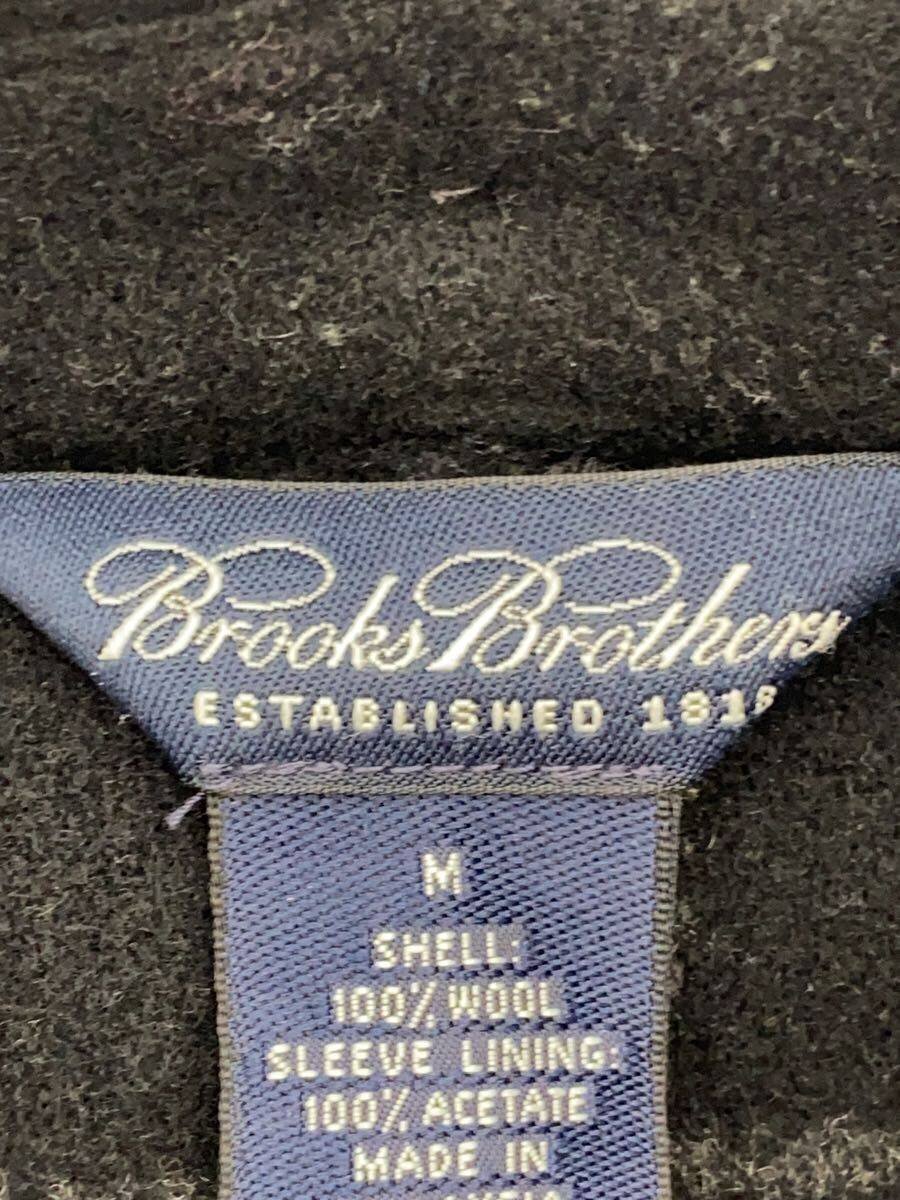 Brooks Brothers
ESTABLISHED 1818
M
SHELL:
100% WOOL
SLEEVE LINING:
100% ACETATE
MADE IN